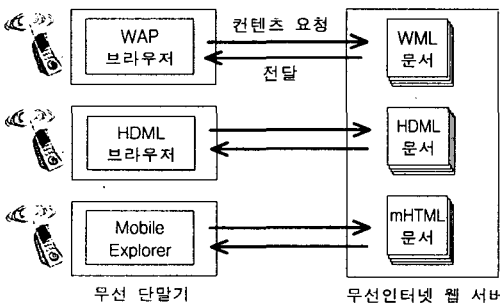 WAP
브라우저
컨텐츠 요청
전달
WML
문서
HDML
브라우저
HDML
문서
Mobile
Explorer
mHTML
문서
무선 단말기
무선인터넷 웹